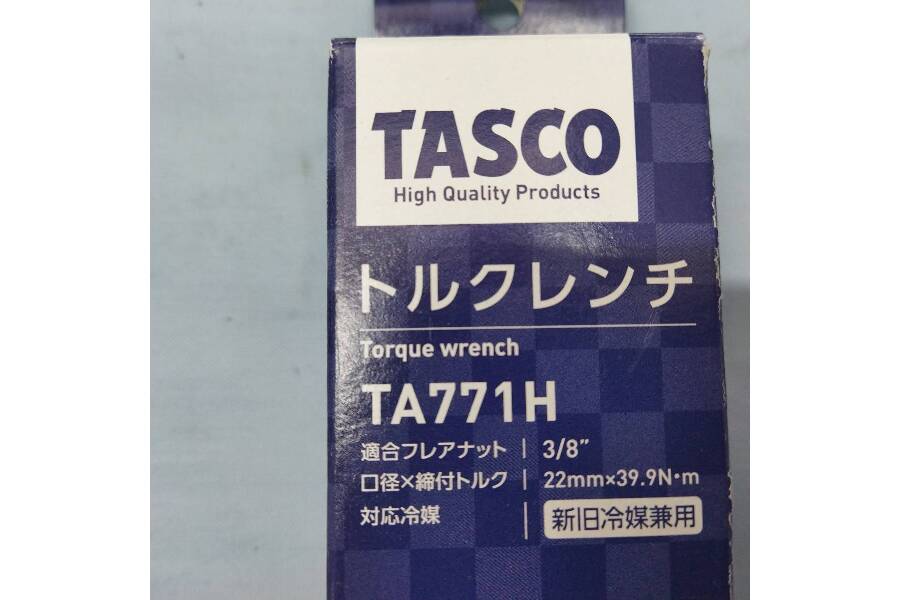 TASCO
High Quality Products
トルクレンチ
Torque wrench
TA771H
適合フレアナット | 3/8"
口径×締付トルク | 22mm×39.9N・m
対応冷媒 | 新旧冷媒兼用